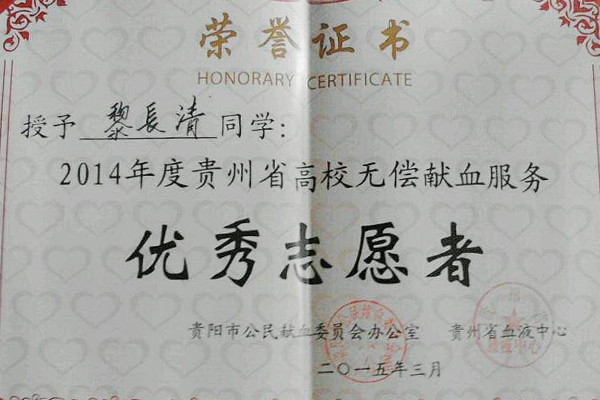 荣誉证书
HONORARY CERTIFICATE
授予 黎長清 同学：
2014年度贵州省高校无偿献血服务
优秀志愿者
贵阳市公民献血委员会办公室 贵州省血液中心
二〇一五年三月